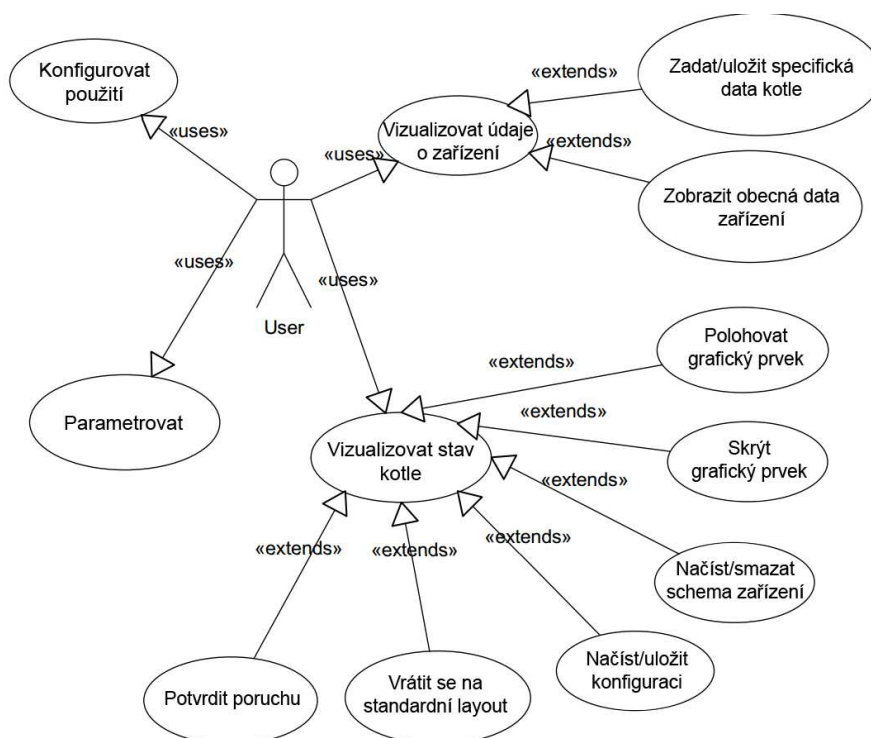 Konfigurovat
použití
«uses»
«extends»
Zadat/uložit specifická
data kotle
Vizualizovat údaje
o zařízení
«uses»
«extends»
Zobrazit obecná data
zařízení
«uses»
User
«uses»
Parametrovat
Polohovat
grafický prvek
«extends»
Vizualizovat stav
kotle
«extends»
Skrýt
grafický prvek
«extends»
Načíst/smazat
schema zařízení
«extends»
«extends»
«extends»
Načíst/uložit
konfiguraci
Potvrdit poruchu
Vrátit se na
standardní layout